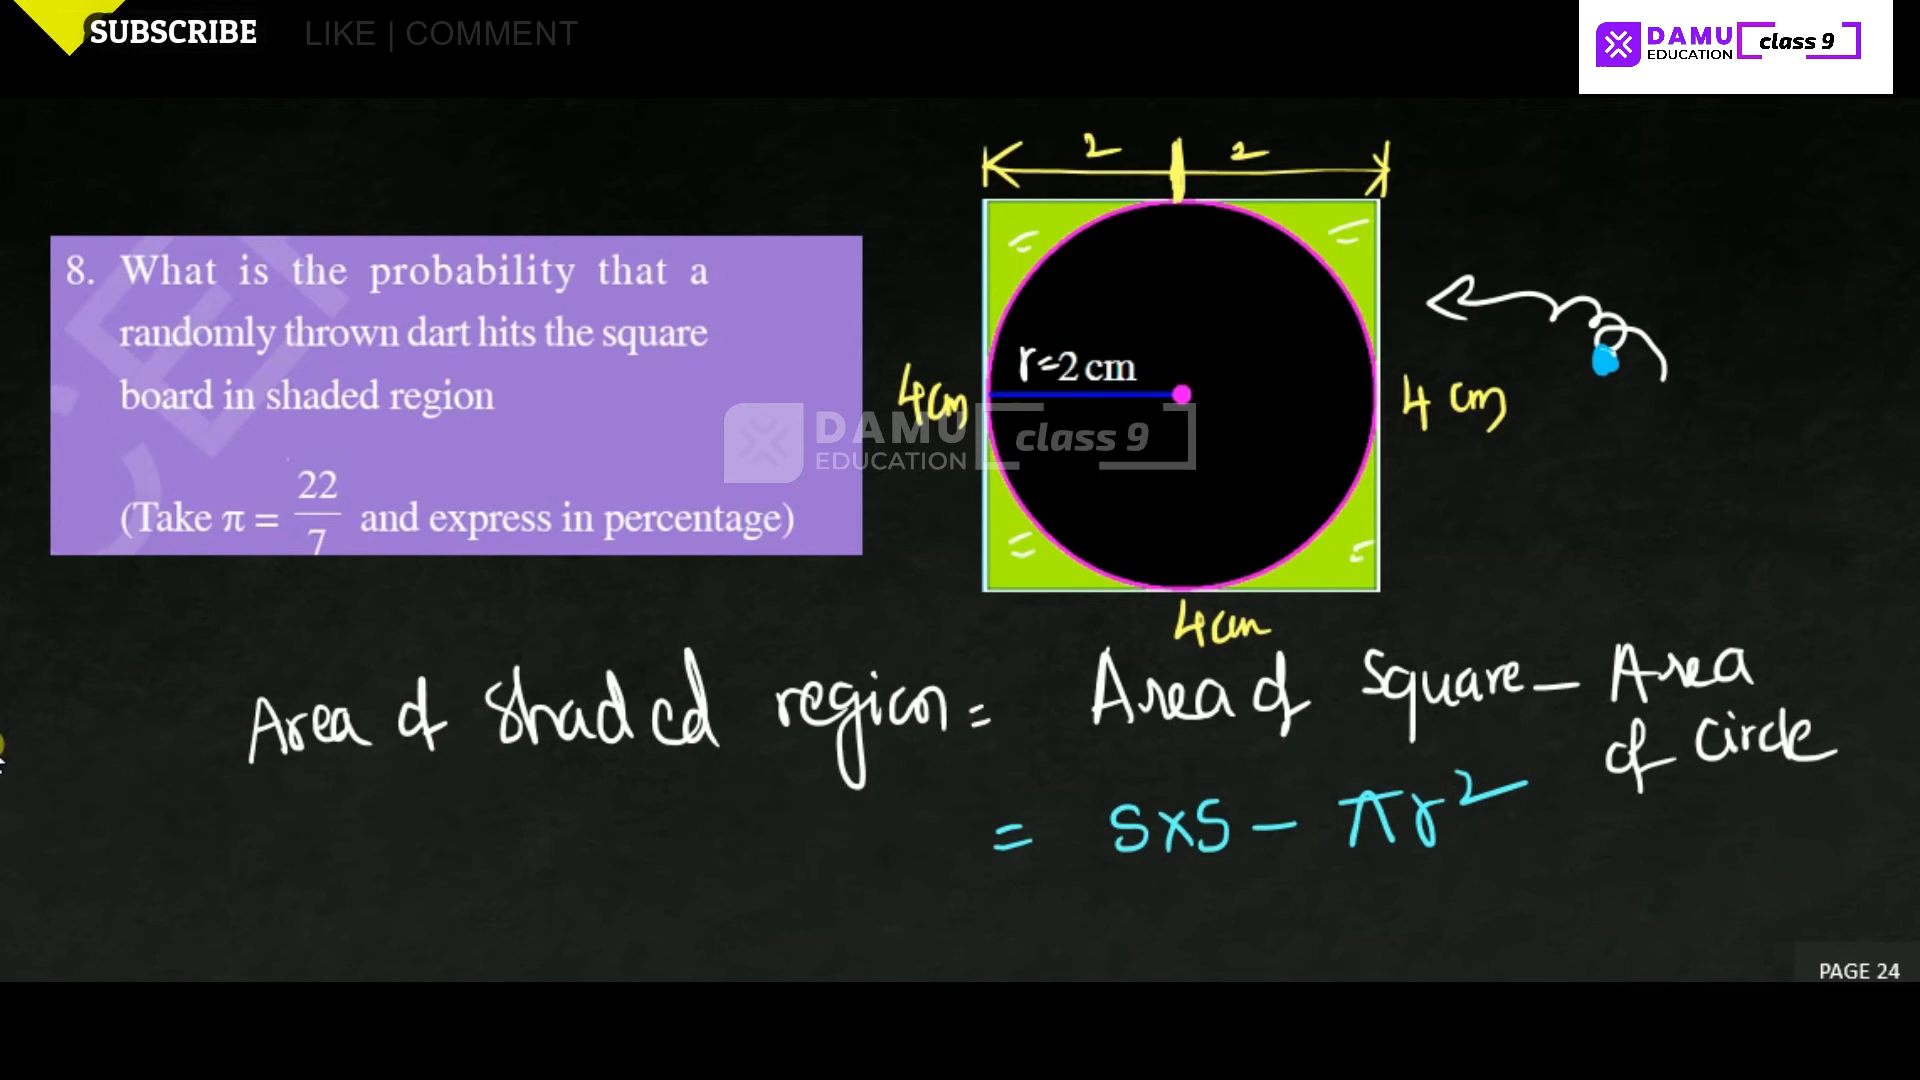 SUBSCRIBE LIKE | COMMENT
DAMU EDUCATION class 9
8. What is the probability that a
randomly thrown dart hits the square
board in shaded region
(Take π = 22/7 and express in percentage)
2 2
r=2 cm
4cm
4 cm
4cm
DAMU EDUCATION class 9
Area of shaded region = Area of square – Area
of circle
= s×s – πr²
PAGE 24